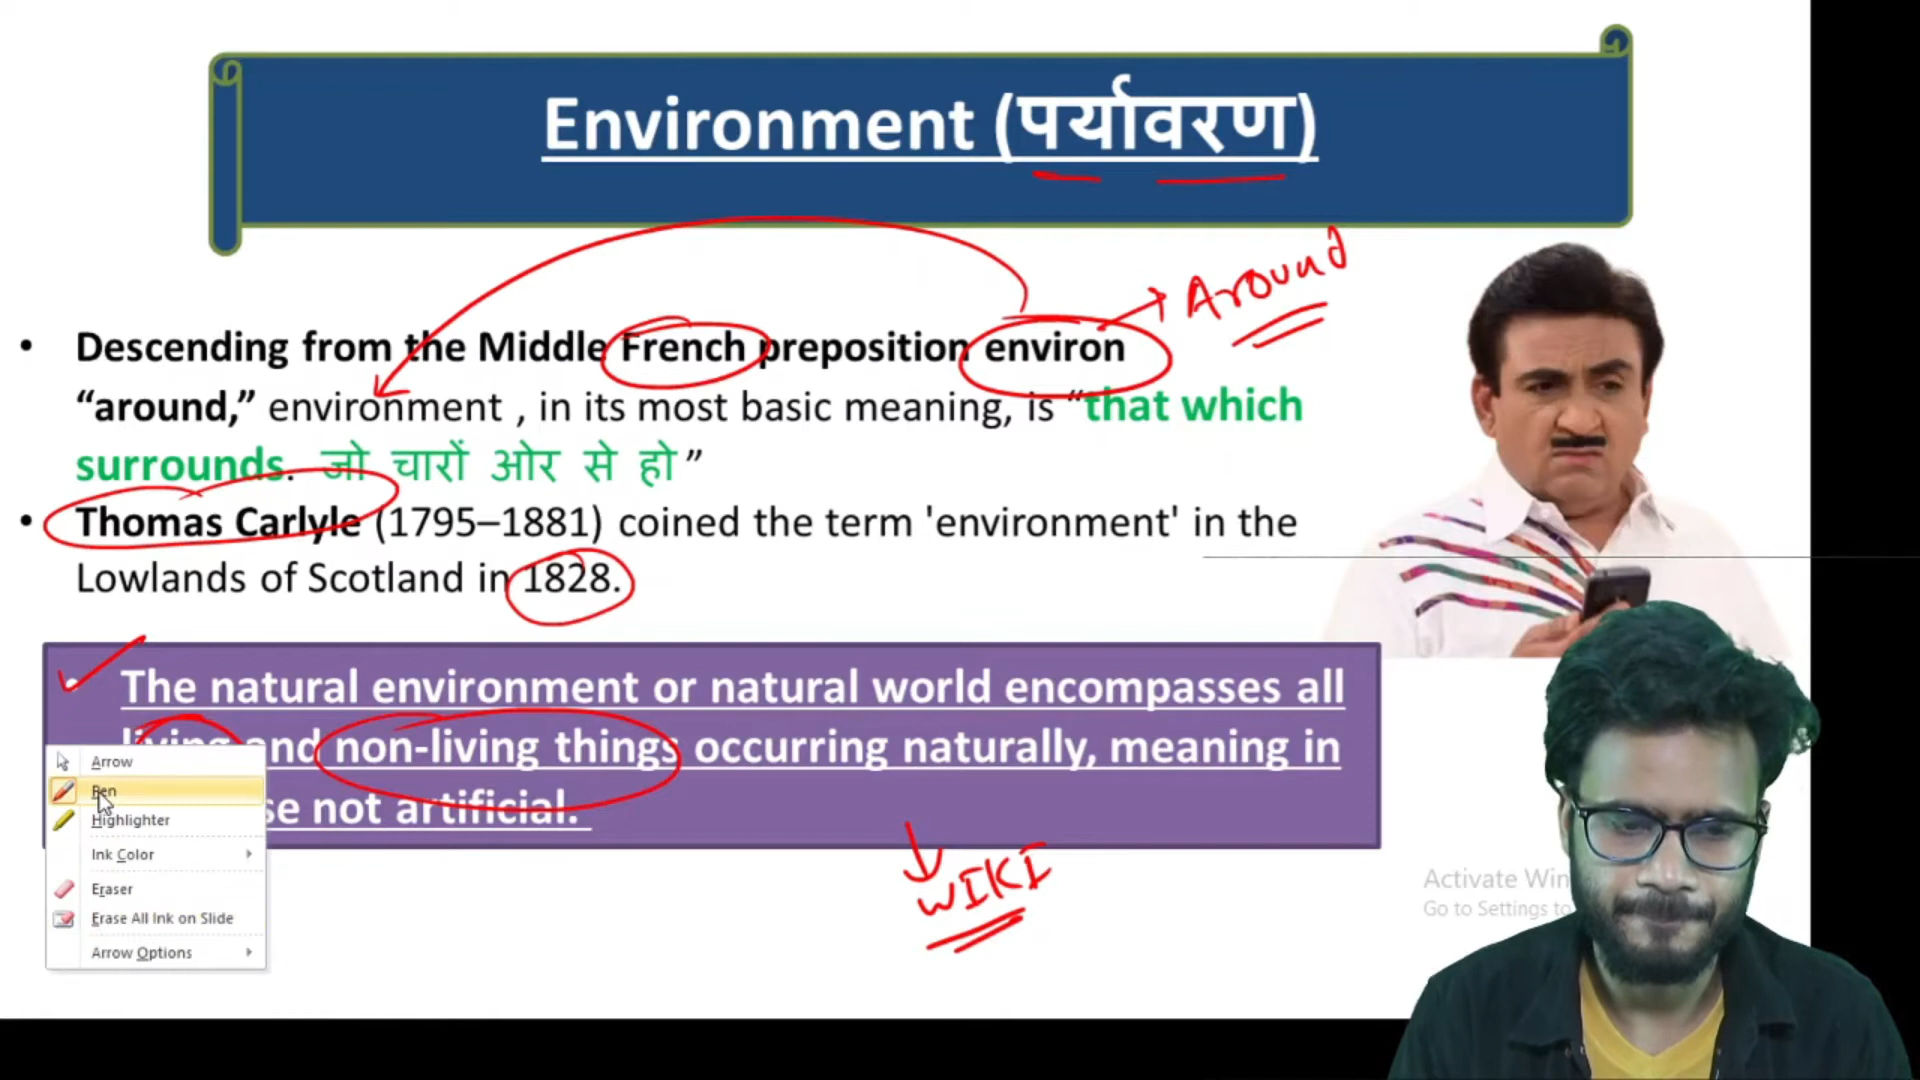 Environment (पर्यावरण)
Around
• Descending from the Middle French preposition environ
“around,” environment , in its most basic meaning, is “that which
surrounds. जो चारों ओर से हो”
• Thomas Carlyle (1795–1881) coined the term 'environment' in the
Lowlands of Scotland in 1828.
• The natural environment or natural world encompasses all
living and non-living things occurring naturally, meaning in
se not artificial.
Arrow
Pen
Highlighter
Ink Color
Eraser
Erase All Ink on Slide
Arrow Options
WIKI
Activate Win
Go to Settings to